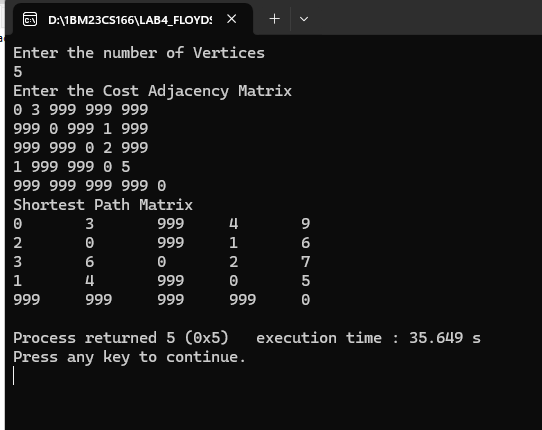 D:\1BM23CS166\LAB4_FLOYDS
Enter the number of Vertices
5
Enter the Cost Adjacency Matrix
0 3 999 999 999
999 0 999 1 999
999 999 0 2 999
1 999 999 0 5
999 999 999 999 0
Shortest Path Matrix
0 3 999 4 9
2 0 999 1 6
3 6 0 2 7
1 4 999 0 5
999 999 999 999 0
Process returned 5 (0x5) execution time : 35.649 s
Press any key to continue.